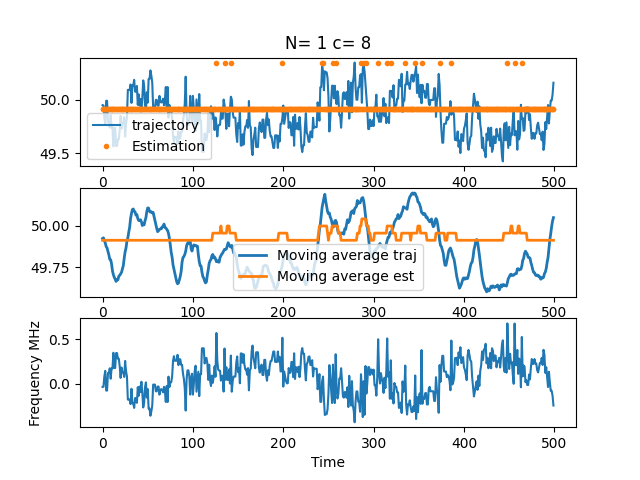 N= 1 c= 8
50.0
49.5
trajectory
Estimation
0 100 200 300 400 500
50.00
49.75
Moving average traj
Moving average est
0 100 200 300 400 500
Frequency MHz
0.5
0.0
0 100 200 300 400 500
Time